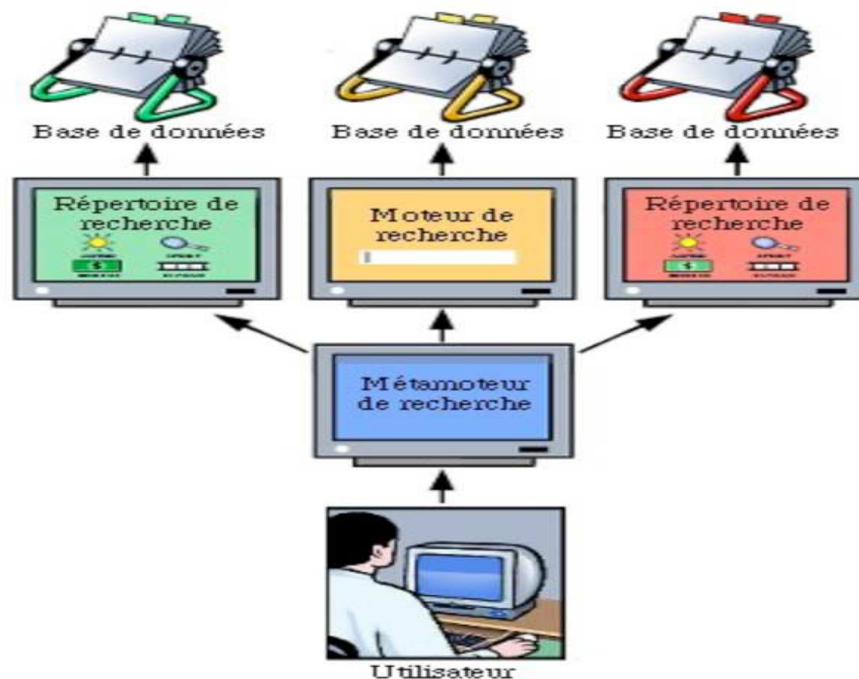 Base de données
Base de données
Base de données
Répertoire de
recherche
Moteur de
recherche
Répertoire de
recherche
Métamoteur
de recherche
Utilisateur